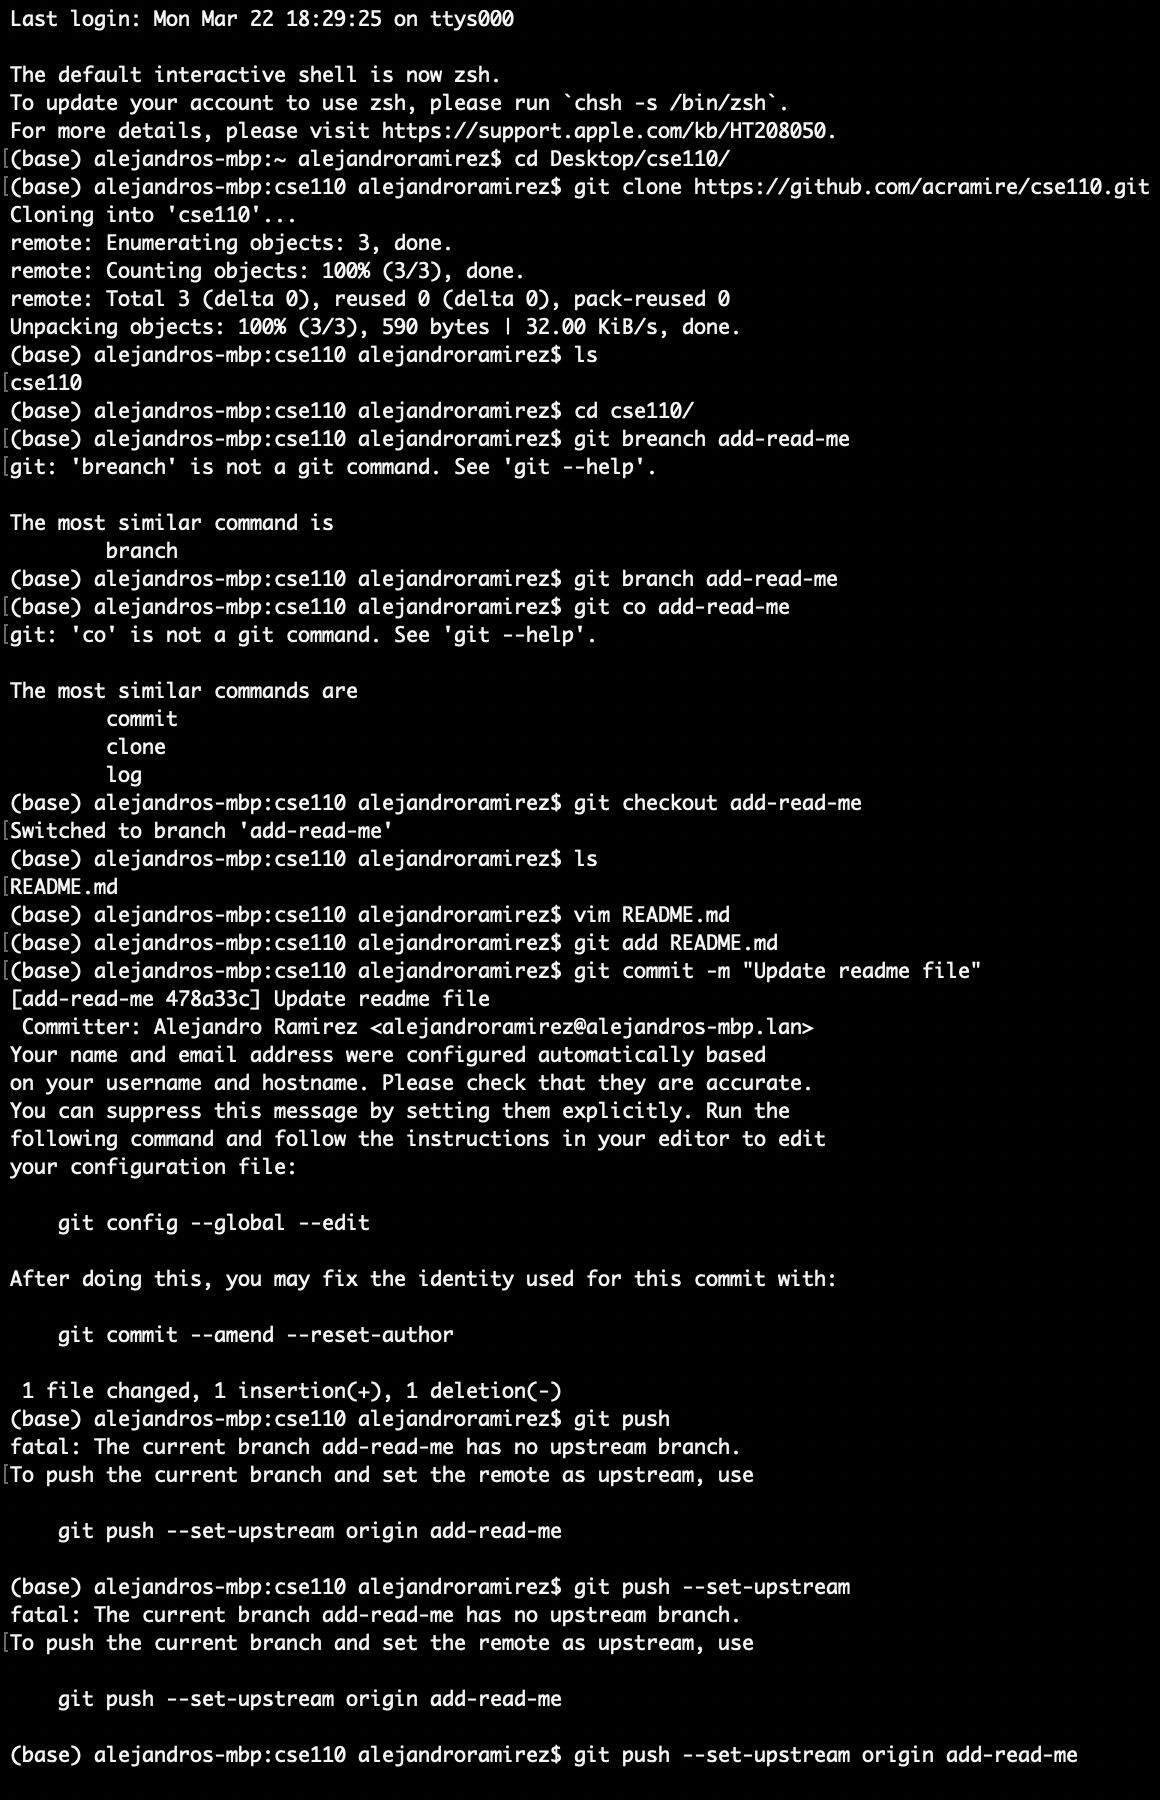 Last login: Mon Mar 22 18:29:25 on ttys000

The default interactive shell is now zsh.
To update your account to use zsh, please run `chsh -s /bin/zsh`.
For more details, please visit https://support.apple.com/kb/HT208050.
[(base) alejandros-mbp:~ alejandroramirez$ cd Desktop/cse110/
[(base) alejandros-mbp:cse110 alejandroramirez$ git clone https://github.com/acramire/cse110.git
Cloning into 'cse110'...
remote: Enumerating objects: 3, done.
remote: Counting objects: 100% (3/3), done.
remote: Total 3 (delta 0), reused 0 (delta 0), pack-reused 0
Unpacking objects: 100% (3/3), 590 bytes | 32.00 KiB/s, done.
(base) alejandros-mbp:cse110 alejandroramirez$ ls
[cse110
(base) alejandros-mbp:cse110 alejandroramirez$ cd cse110/
[(base) alejandros-mbp:cse110 alejandroramirez$ git breanch add-read-me
[git: 'breanch' is not a git command. See 'git --help'.

The most similar command is
        branch
(base) alejandros-mbp:cse110 alejandroramirez$ git branch add-read-me
[(base) alejandros-mbp:cse110 alejandroramirez$ git co add-read-me
[git: 'co' is not a git command. See 'git --help'.

The most similar commands are
        commit
        clone
        log
(base) alejandros-mbp:cse110 alejandroramirez$ git checkout add-read-me
[Switched to branch 'add-read-me'
(base) alejandros-mbp:cse110 alejandroramirez$ ls
[README.md
(base) alejandros-mbp:cse110 alejandroramirez$ vim README.md
[(base) alejandros-mbp:cse110 alejandroramirez$ git add README.md
[(base) alejandros-mbp:cse110 alejandroramirez$ git commit -m "Update readme file"
[add-read-me 478a33c] Update readme file
 Committer: Alejandro Ramirez <alejandroramirez@alejandros-mbp.lan>
Your name and email address were configured automatically based
on your username and hostname. Please check that they are accurate.
You can suppress this message by setting them explicitly. Run the
following command and follow the instructions in your editor to edit
your configuration file:

    git config --global --edit

After doing this, you may fix the identity used for this commit with:

    git commit --amend --reset-author

 1 file changed, 1 insertion(+), 1 deletion(-)
(base) alejandros-mbp:cse110 alejandroramirez$ git push
fatal: The current branch add-read-me has no upstream branch.
[To push the current branch and set the remote as upstream, use

    git push --set-upstream origin add-read-me

(base) alejandros-mbp:cse110 alejandroramirez$ git push --set-upstream
fatal: The current branch add-read-me has no upstream branch.
[To push the current branch and set the remote as upstream, use

    git push --set-upstream origin add-read-me

(base) alejandros-mbp:cse110 alejandroramirez$ git push --set-upstream origin add-read-me